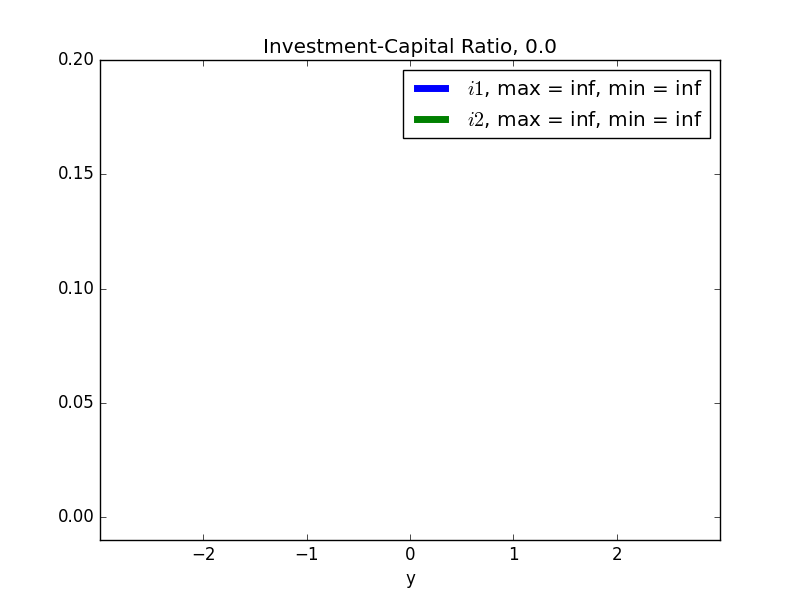 Investment-Capital Ratio, 0.0
0.20
i1, max = inf, min = inf
i2, max = inf, min = inf
0.15
0.10
0.05
0.00
−2 −1 0 1 2
y